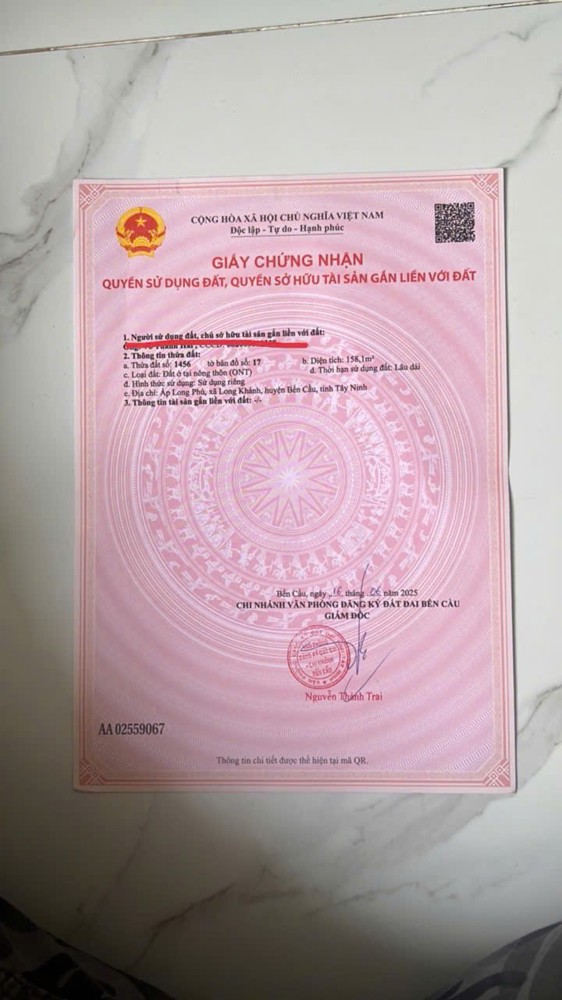 CỘNG HÒA XÃ HỘI CHỦ NGHĨA VIỆT NAM
Độc lập - Tự do - Hạnh phúc
GIẤY CHỨNG NHẬN
QUYỀN SỬ DỤNG ĐẤT, QUYỀN SỞ HỮU TÀI SẢN GẮN LIỀN VỚI ĐẤT
1. Người sử dụng đất, chủ sở hữu tài sản gắn liền với đất:
2. Thông tin thửa đất:
a. Thửa đất số: 1456 tờ bản đồ số: 17 b. Diện tích: 158,1m²
c. Loại đất: Đất ở tại nông thôn (ONT) d. Thời hạn sử dụng đất: Lâu dài
đ. Hình thức sử dụng: Sử dụng riêng
e. Địa chỉ: Ấp Long Phú, xã Long Khánh, huyện Bến Cầu, tỉnh Tây Ninh
3. Thông tin tài sản gắn liền với đất: -/-
Bến Cầu, ngày 16 tháng 06 năm 2025
CHI NHÁNH VĂN PHÒNG ĐĂNG KÝ ĐẤT ĐAI BẾN CẦU
GIÁM ĐỐC
Nguyễn Thành Trai
AA 02559067
Thông tin chi tiết được thể hiện tại mã QR.